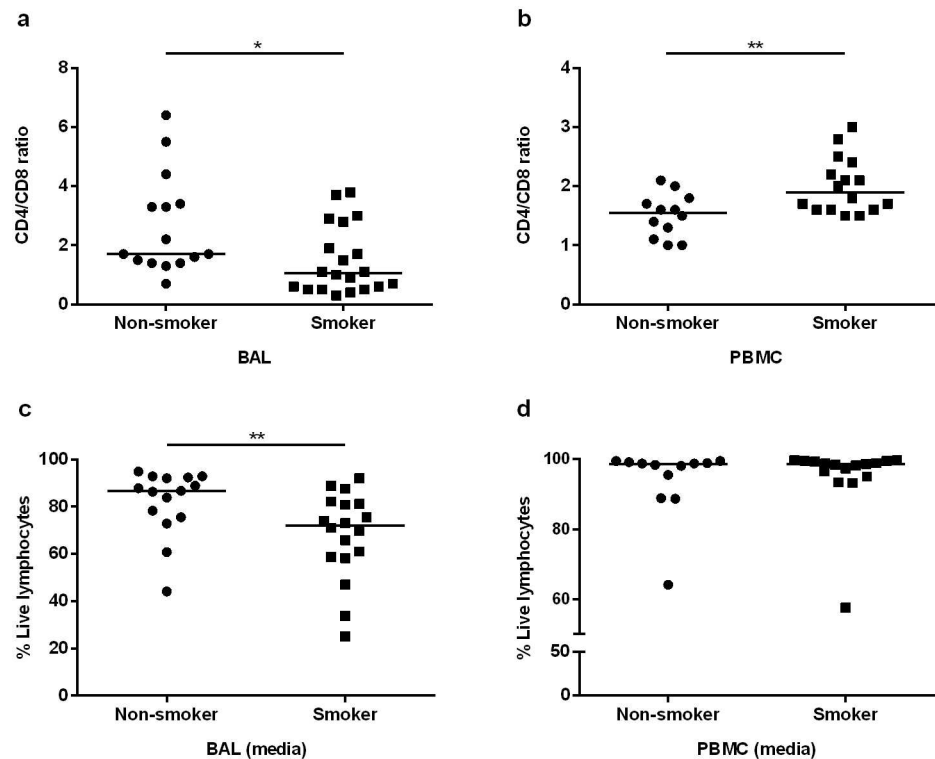 a
*
8
6
4
2
0
CD4/CD8 ratio
Non-smoker
Smoker
BAL
b
**
4
3
2
1
0
CD4/CD8 ratio
Non-smoker
Smoker
PBMC
c
**
100
80
60
40
20
0
% Live lymphocytes
Non-smoker
Smoker
BAL (media)
d
100
80
60
50
0
% Live lymphocytes
Non-smoker
Smoker
PBMC (media)